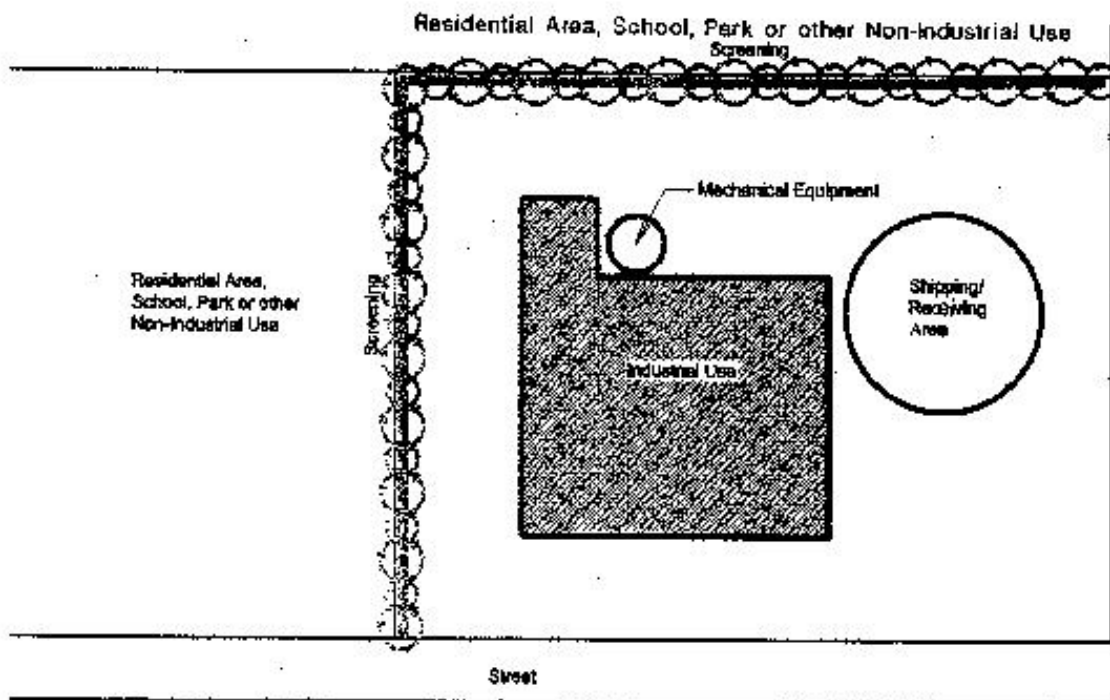 Residential Area, School, Park or other Non-Industrial Use
Screening
Mechanical Equipment
Residential Area,
School, Park or other
Non-Industrial Use
Screening
Shipping/
Receiving
Area
Industrial Use
Street